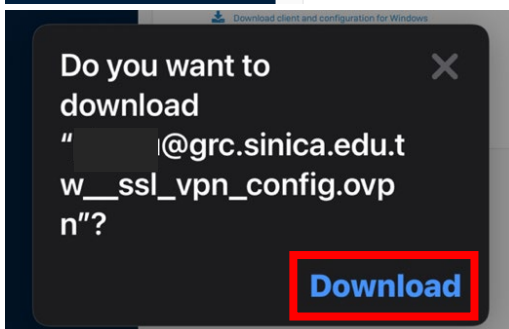 Download client and configuration for Windows
Do you want to
download
"@grc.sinica.edu.t
w__ssl_vpn_config.ovp
n"?
Download